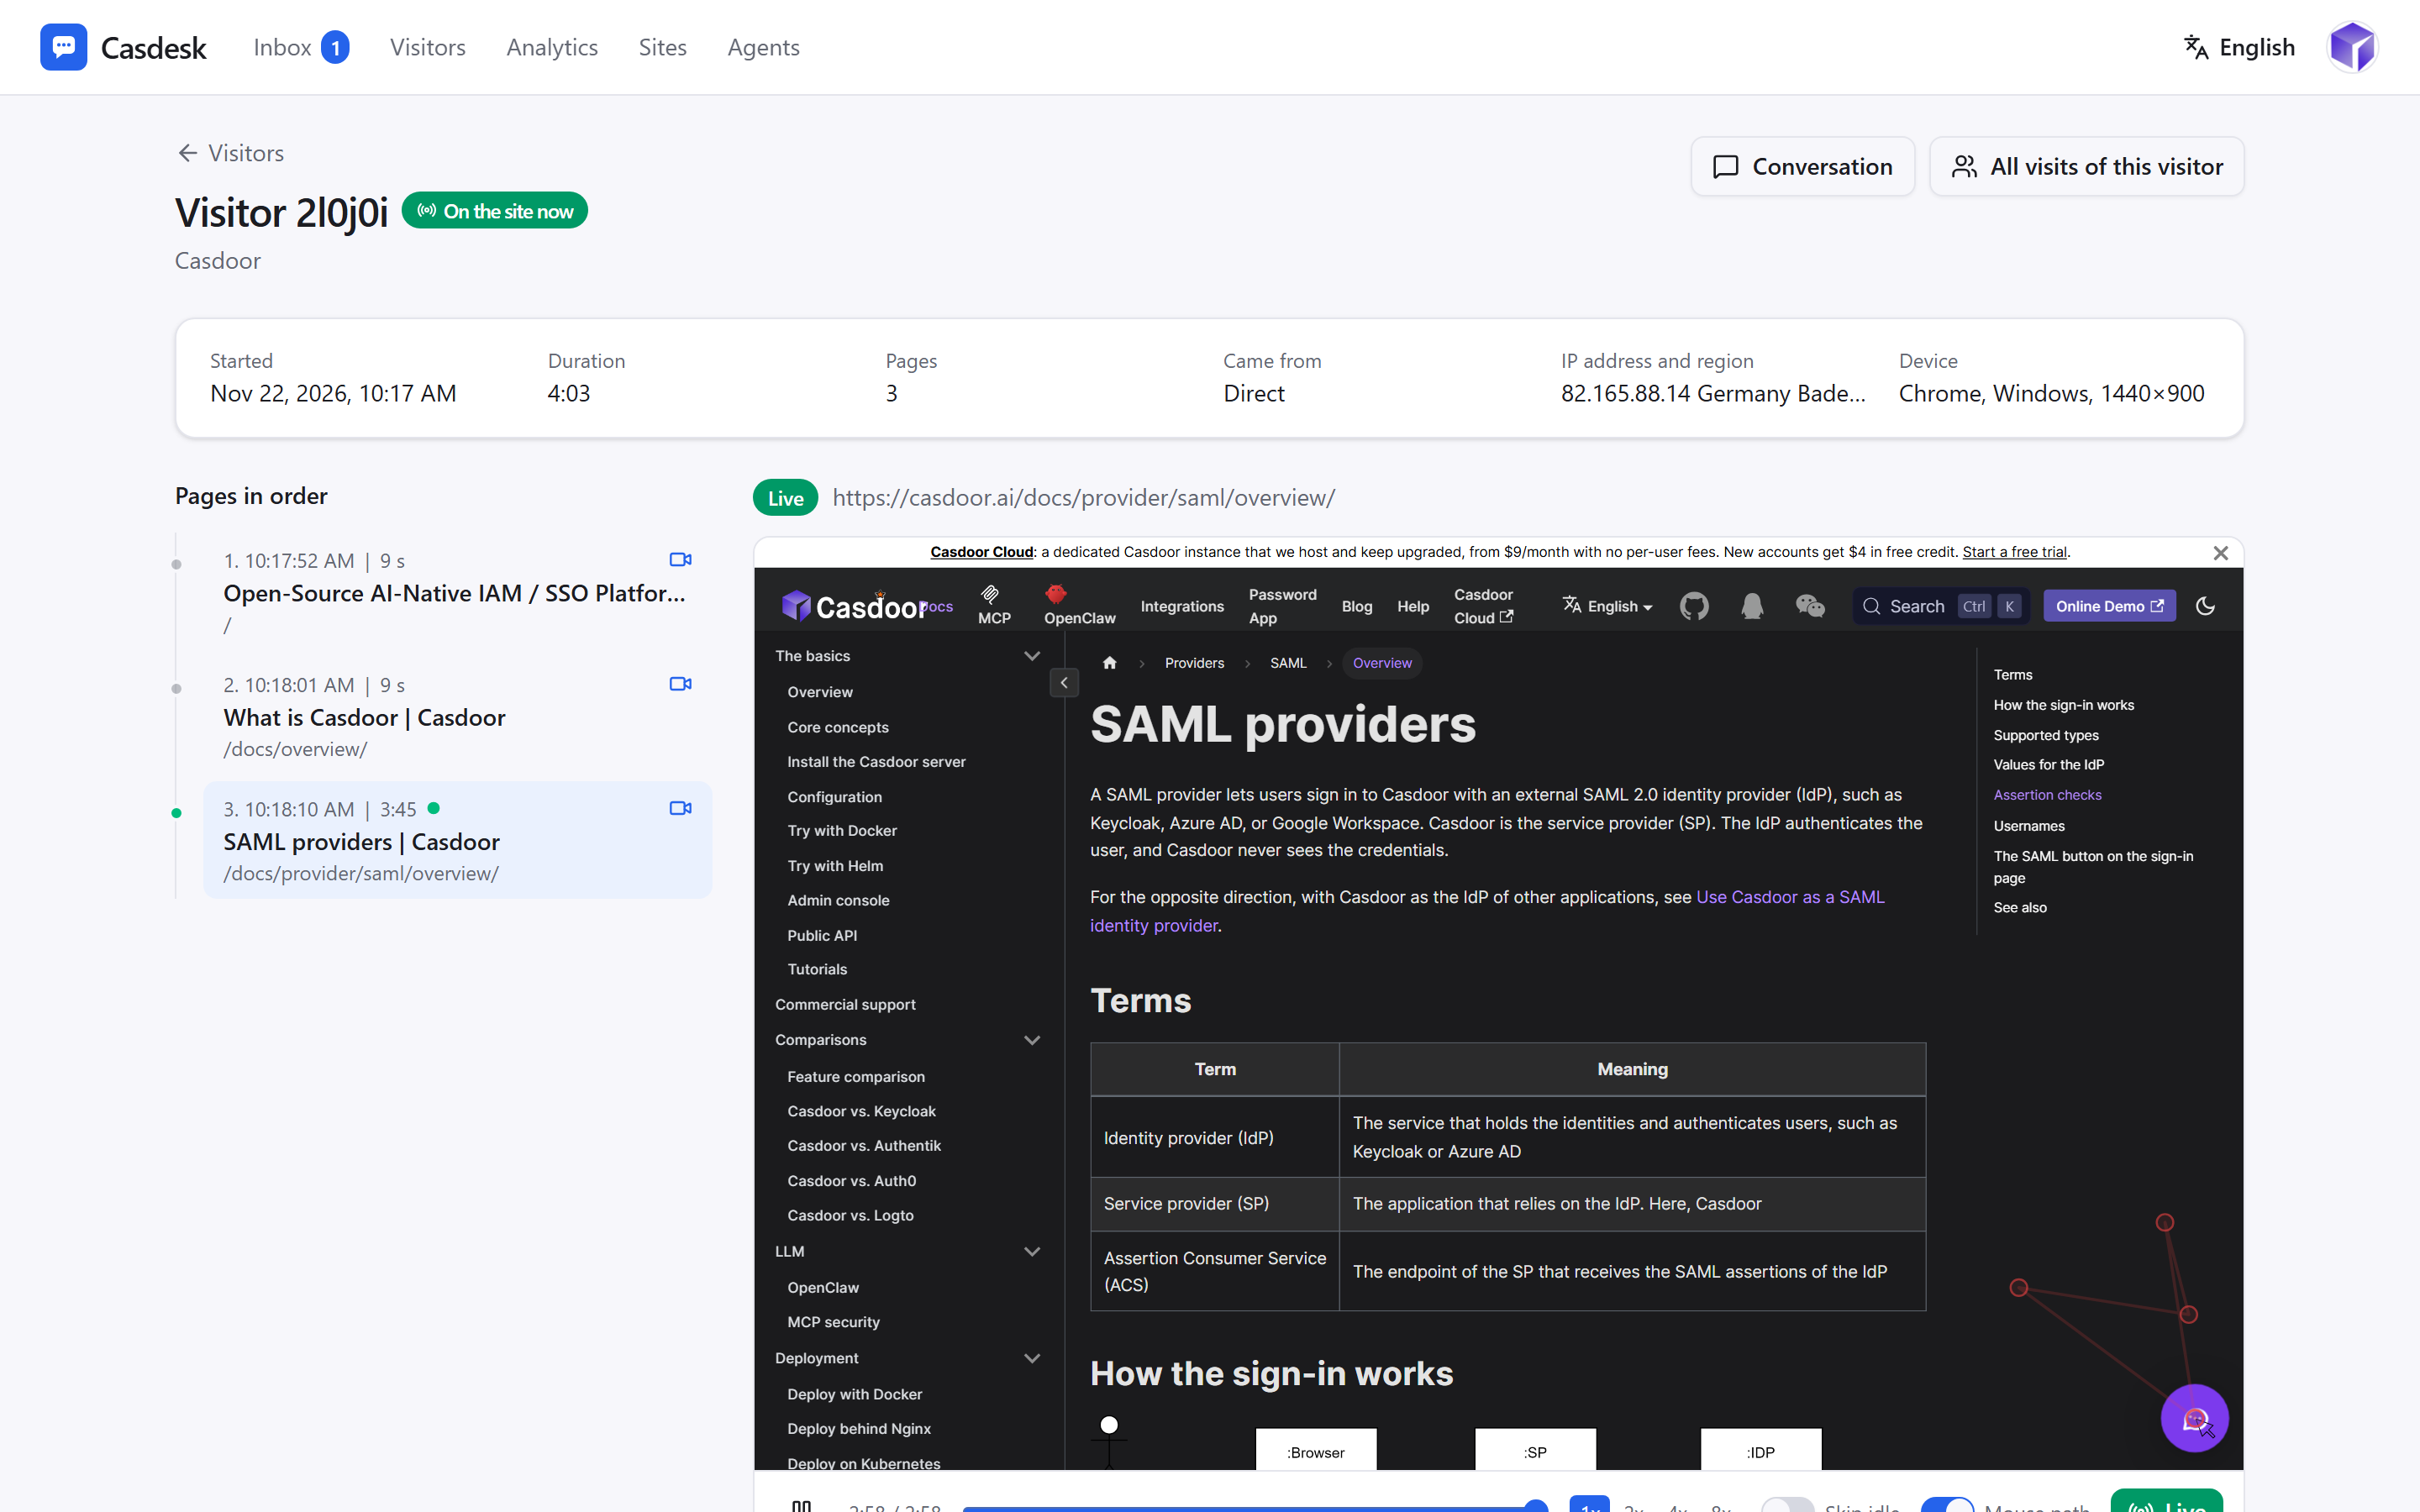 Casdesk
Inbox 1
Visitors
Analytics
Sites
Agents
English
Visitors
Conversation
All visits of this visitor
Visitor 2l0j0i
On the site now
Casdoor
Started
Nov 22, 2026, 10:17 AM
Duration
4:03
Pages
3
Came from
Direct
IP address and region
82.165.88.14 Germany Bade...
Device
Chrome, Windows, 1440×900
Pages in order
1. 10:17:52 AM | 9 s
Open-Source AI-Native IAM / SSO Platfor...
/
2. 10:18:01 AM | 9 s
What is Casdoor | Casdoor
/docs/overview/
3. 10:18:10 AM | 3:45
SAML providers | Casdoor
/docs/provider/saml/overview/
Live
https://casdoor.ai/docs/provider/saml/overview/
Casdoor Cloud: a dedicated Casdoor instance that we host and keep upgraded, from $9/month with no per-user fees. New accounts get $4 in free credit. Start a free trial.
Casdoor
Docs
MCP
OpenClaw
Integrations
Password
App
Blog
Help
Casdoor
Cloud
English
Search
Ctrl
K
Online Demo
The basics
Overview
Core concepts
Install the Casdoor server
Configuration
Try with Docker
Try with Helm
Admin console
Public API
Tutorials
Commercial support
Comparisons
Feature comparison
Casdoor vs. Keycloak
Casdoor vs. Authentik
Casdoor vs. Auth0
Casdoor vs. Logto
LLM
OpenClaw
MCP security
Deployment
Deploy with Docker
Deploy behind Nginx
Deploy on Kubernetes
Providers
SAML
Overview
SAML providers
A SAML provider lets users sign in to Casdoor with an external SAML 2.0 identity provider (IdP), such as
Keycloak, Azure AD, or Google Workspace. Casdoor is the service provider (SP). The IdP authenticates the
user, and Casdoor never sees the credentials.
For the opposite direction, with Casdoor as the IdP of other applications, see Use Casdoor as a SAML
identity provider.
Terms
Term
Meaning
Identity provider (IdP)
The service that holds the identities and authenticates users, such as
Keycloak or Azure AD
Service provider (SP)
The application that relies on the IdP. Here, Casdoor
Assertion Consumer Service
(ACS)
The endpoint of the SP that receives the SAML assertions of the IdP
How the sign-in works
:Browser
:SP
:IDP
Terms
How the sign-in works
Supported types
Values for the IdP
Assertion checks
Usernames
The SAML button on the sign-in
page
See also
2:58 / 2:58
1x
2x
4x
8x
Skip idle
Mouse path
Live